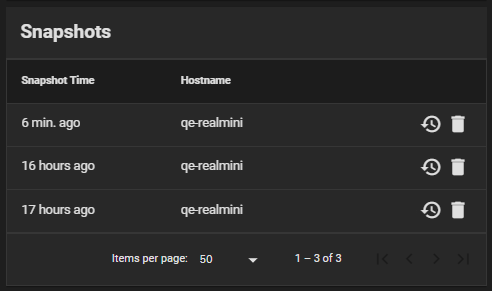 Snapshots
Snapshot Time Hostname
6 min. ago qe-realmini
16 hours ago qe-realmini
17 hours ago qe-realmini
Items per page: 50 1 – 3 of 3